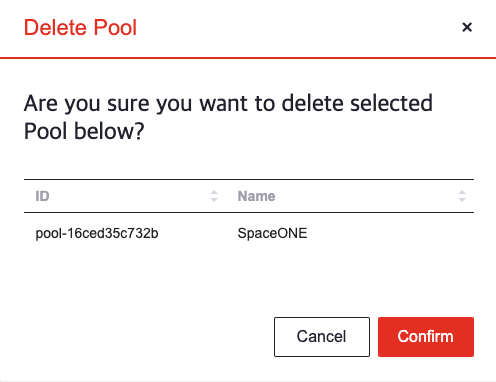 Delete Pool
×
Are you sure you want to delete selected
Pool below?
ID Name
pool-16ced35c732b SpaceONE
Cancel Confirm